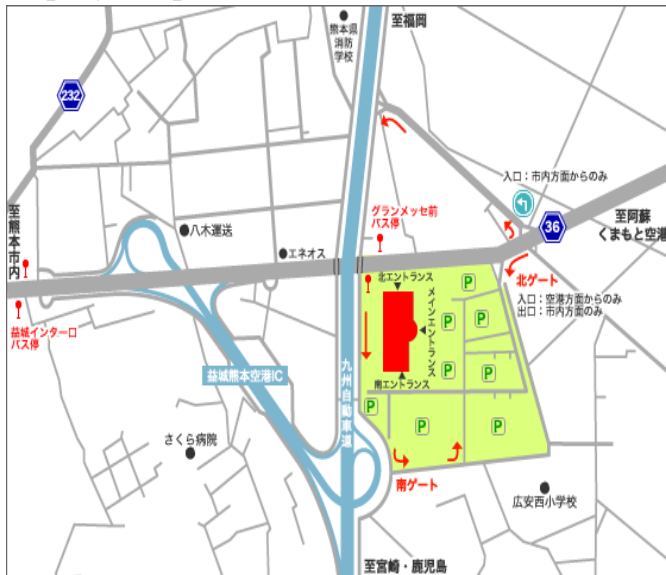 至福岡
熊本県
消防
学校
232
入口：市内方面からのみ
グランメッセ前
バス停
36
至阿蘇
くまもと空港
至熊本市内
八木運送
エネオス
北ゲート
北エントランス
メインエントランス
入口：空港方面からのみ
出口：市内方面のみ
益城インター口
バス停
益城熊本空港IC
九州自動車道
南エントランス
P
P
P
P
P
P
P
P
さくら病院
南ゲート
広安西小学校
至宮崎・鹿児島